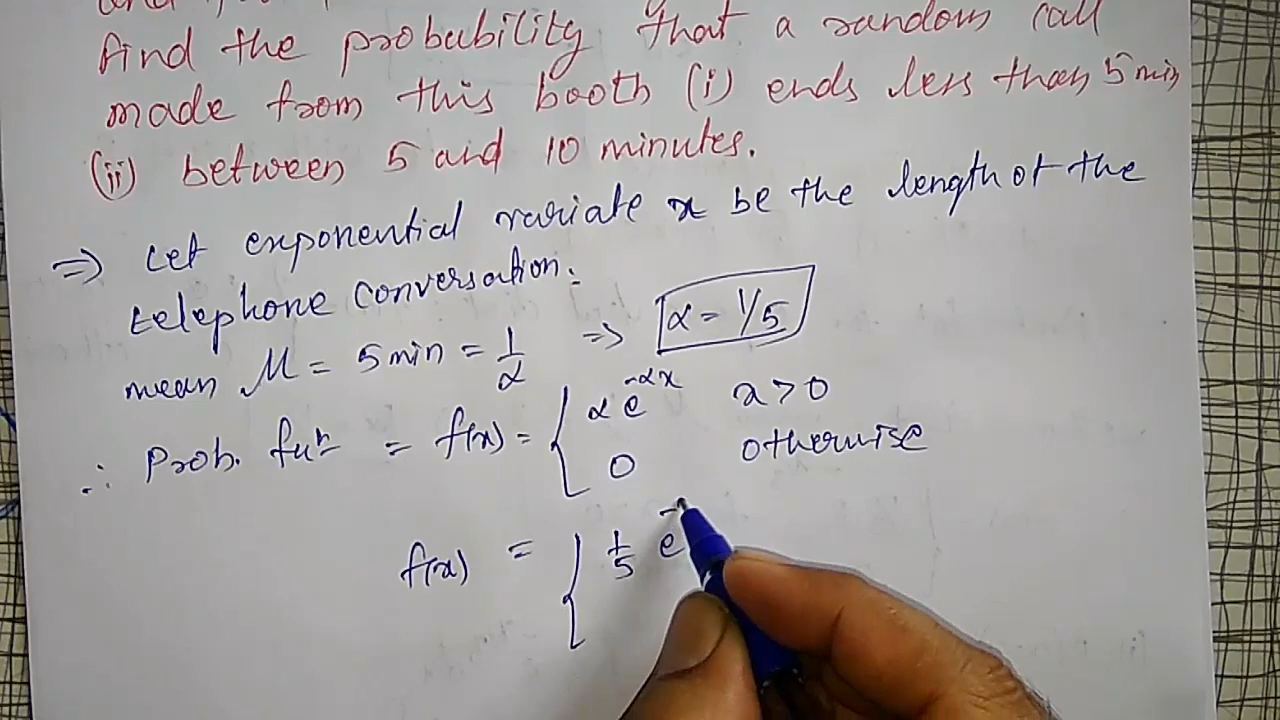 find the probability that a random call
made from this booth (i) ends less than 5 min
(ii) between 5 and 10 minutes.
=> Let exponential variate x be the length of the
telephone conversation.
mean M = 5 min = 1/α => α = 1/5
∴ Prob. fuⁿ = f(x) = { α e^-αx x > 0
0 otherwise
f(x) = { 1/5 e^-